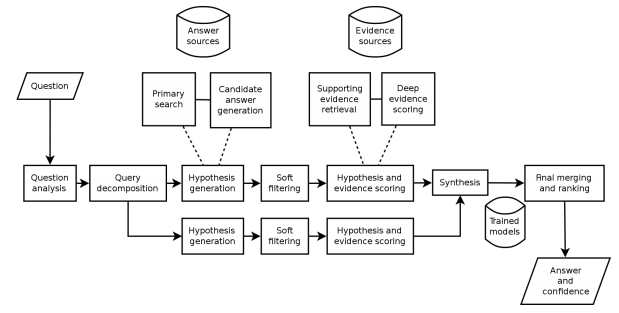 Answer
sources
Evidence
sources
Question
Primary
search
Candidate
answer
generation
Supporting
evidence
retrieval
Deep
evidence
scoring
Question
analysis
Query
decomposition
Hypothesis
generation
Soft
filtering
Hypothesis and
evidence scoring
Synthesis
Final merging
and ranking
Hypothesis
generation
Soft
filtering
Hypothesis and
evidence scoring
Trained
models
Answer
and
confidence